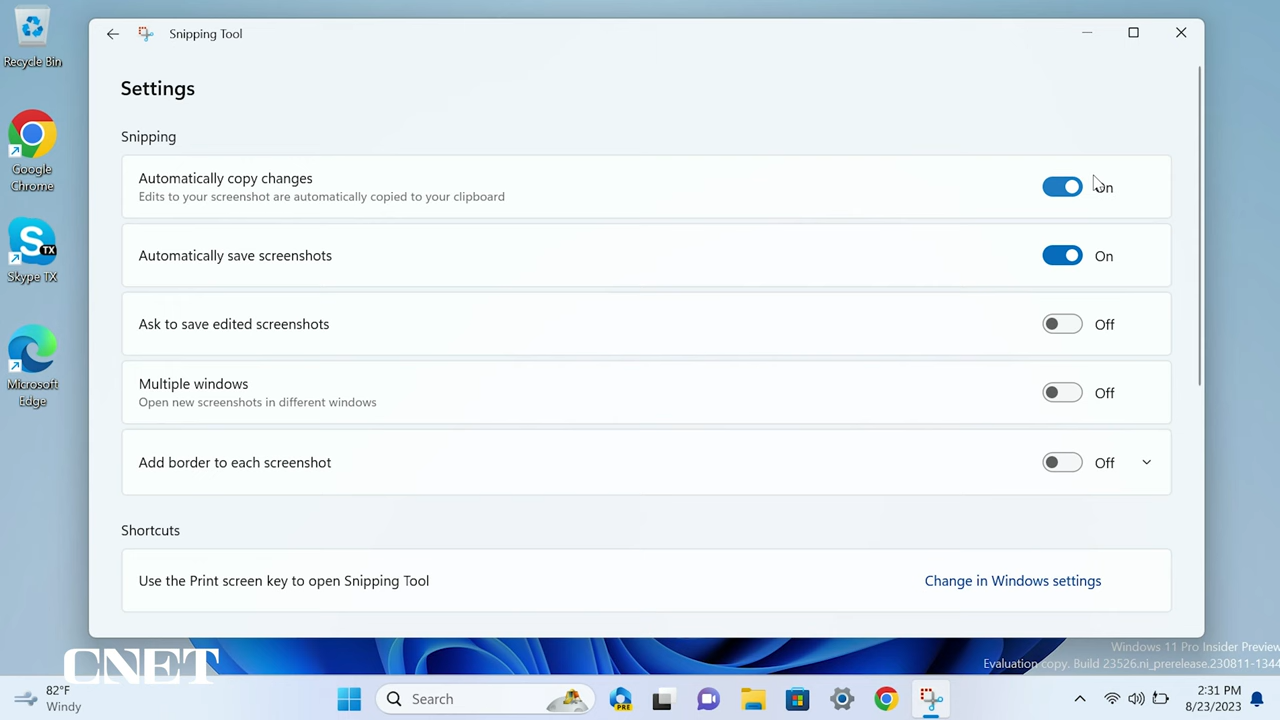 Recycle Bin
Google
Chrome
Skype TX
Microsoft
Edge
Snipping Tool
Settings
Snipping
Automatically copy changes
Edits to your screenshot are automatically copied to your clipboard
On
Automatically save screenshots
On
Ask to save edited screenshots
Off
Multiple windows
Open new screenshots in different windows
Off
Add border to each screenshot
Off
Shortcuts
Use the Print screen key to open Snipping Tool
Change in Windows settings
Windows 11 Pro Insider Preview
Evaluation copy. Build 23526.ni_prerelease.230811-1344
CNET
82°F
Windy
Search
PRE
2:31 PM
8/23/2023